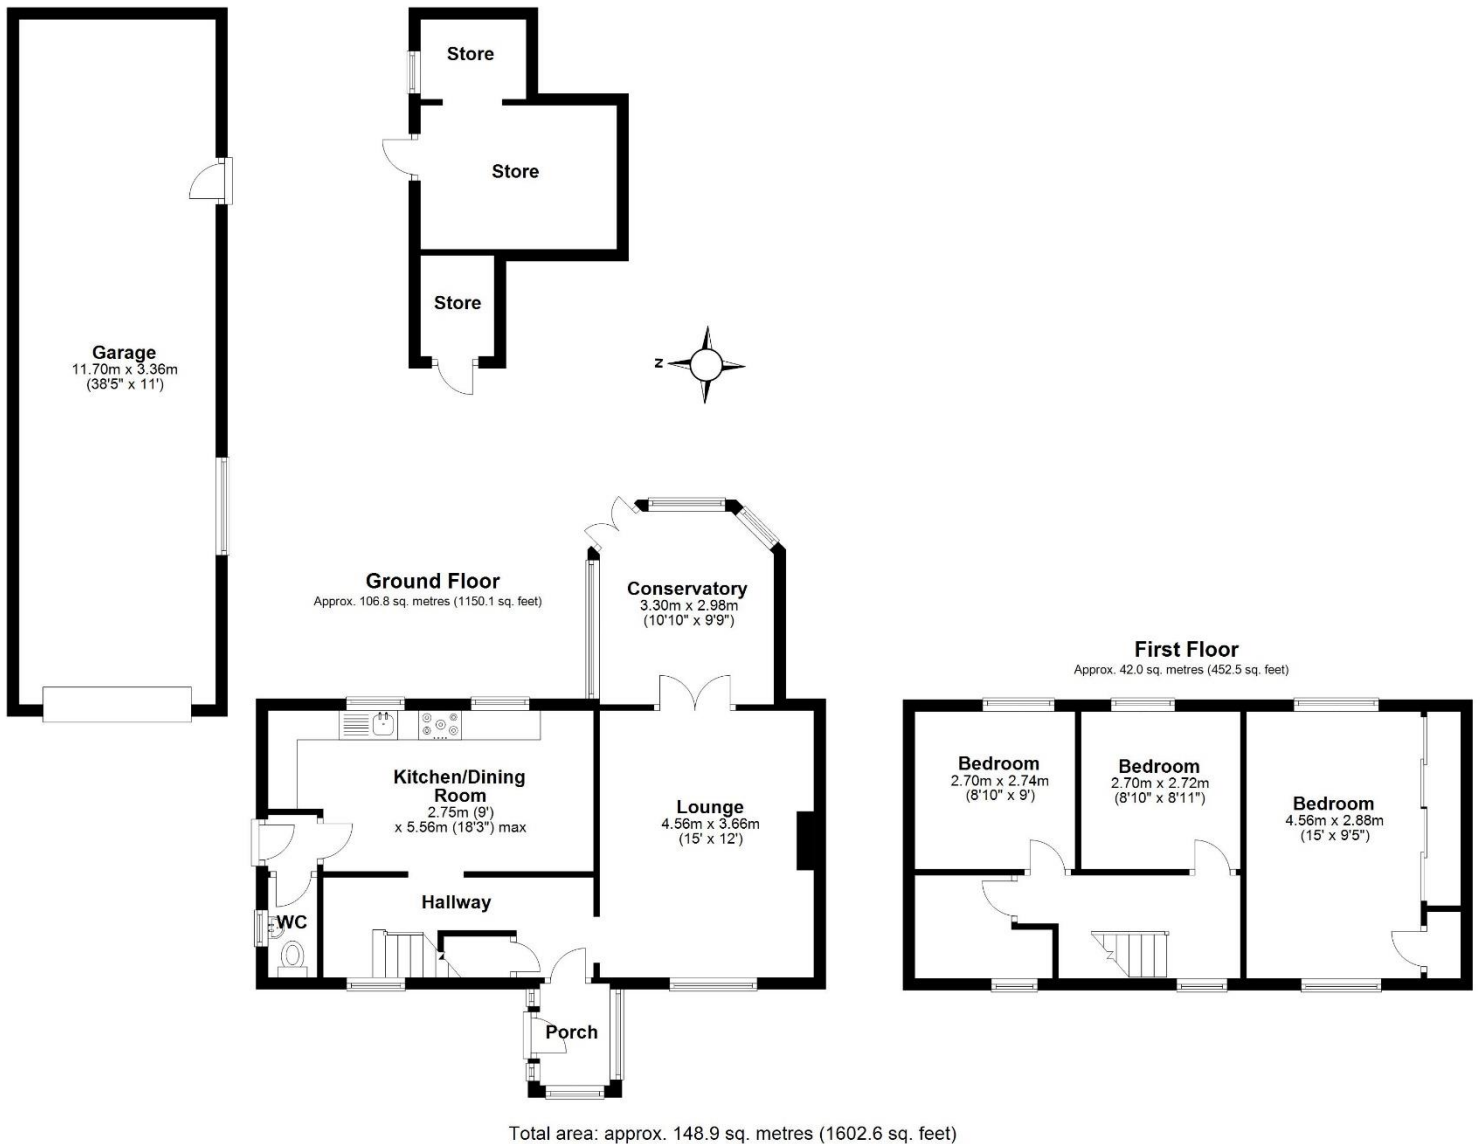 Store
Store
Store
Garage
11.70m x 3.36m
(38'5" x 11')
N
Ground Floor
Approx. 106.8 sq. metres (1150.1 sq. feet)
Conservatory
3.30m x 2.98m
(10'10" x 9'9")
Kitchen/Dining
Room
2.75m (9')
x 5.56m (18'3") max
Lounge
4.56m x 3.66m
(15' x 12')
Hallway
WC
Porch
First Floor
Approx. 42.0 sq. metres (452.5 sq. feet)
Bedroom
2.70m x 2.74m
(8'10" x 9')
Bedroom
2.70m x 2.72m
(8'10" x 8'11")
Bedroom
4.56m x 2.88m
(15' x 9'5")
Total area: approx. 148.9 sq. metres (1602.6 sq. feet)